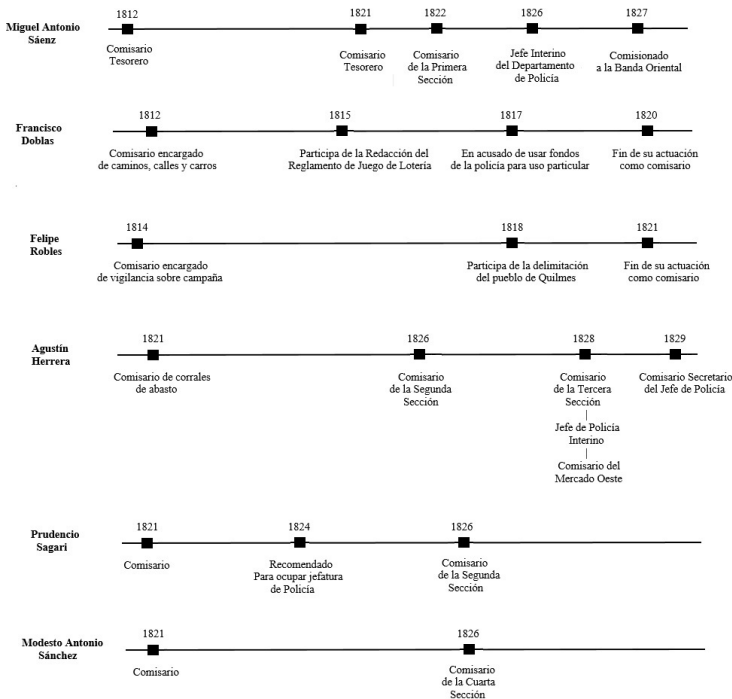 Miguel Antonio
Sáenz
1812
1821
1822
1826
1827
Comisario
Tesorero
Comisario
Tesorero
Comisario
de la Primera
Sección
Jefe Interino
del Departamento
de Policía
Comisionado
a la Banda Oriental
Francisco
Doblas
1812
1815
1817
1820
Comisario encargado
de caminos, calles y carros
Participa de la Redacción del
Reglamento de Juego de Lotería
En acusado de usar fondos
de la policía para uso particular
Fin de su actuación
como comisario
Felipe
Robles
1814
1818
1821
Comisario encargado
de vigilancia sobre campaña
Participa de la delimitación
del pueblo de Quilmes
Fin de su actuación
como comisario
Agustín
Herrera
1821
1826
1828
1829
Comisario de corrales
de abasto
Comisario
de la Segunda
Sección
Comisario
de la Tercera
Sección
Jefe de Policía
Interino
Comisario del
Mercado Oeste
Comisario Secretario
del Jefe de Policía
Prudencio
Sagari
1821
1824
1826
Comisario
Recomendado
Para ocupar jefatura
de Policía
Comisario
de la Segunda
Sección
Modesto Antonio
Sánchez
1821
1826
Comisario
Comisario
de la Cuarta
Sección